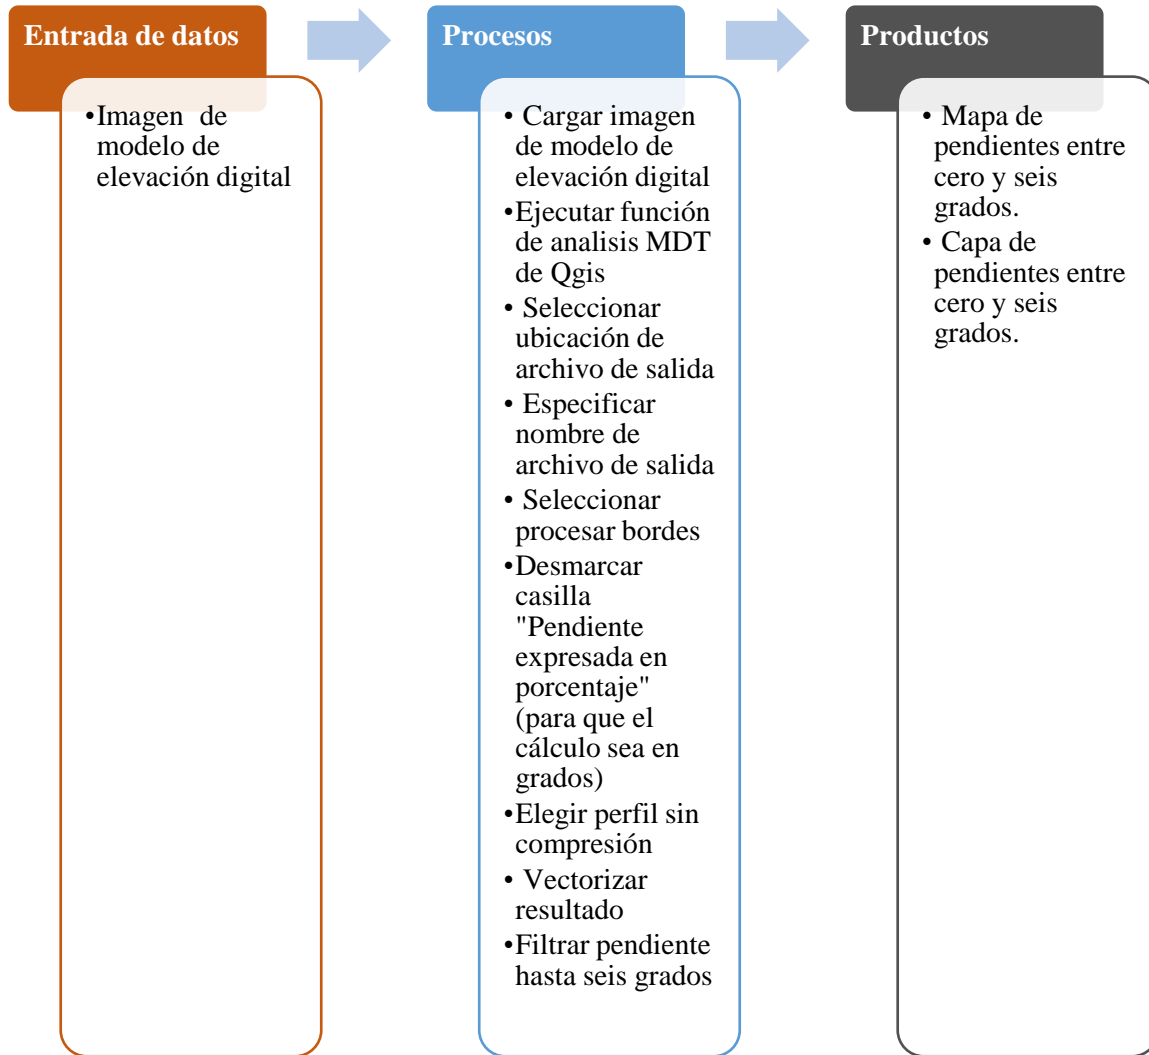 Entrada de datos
•Imagen de
modelo de
elevación digital
Procesos
• Cargar imagen
de modelo de
elevación digital
•Ejecutar función
de analisis MDT
de Qgis
• Seleccionar
ubicación de
archivo de salida
• Especificar
nombre de
archivo de salida
• Seleccionar
procesar bordes
•Desmarcar
casilla
"Pendiente
expresada en
porcentaje"
(para que el
cálculo sea en
grados)
•Elegir perfil sin
compresión
• Vectorizar
resultado
•Filtrar pendiente
hasta seis grados
Productos
• Mapa de
pendientes entre
cero y seis
grados.
• Capa de
pendientes entre
cero y seis
grados.